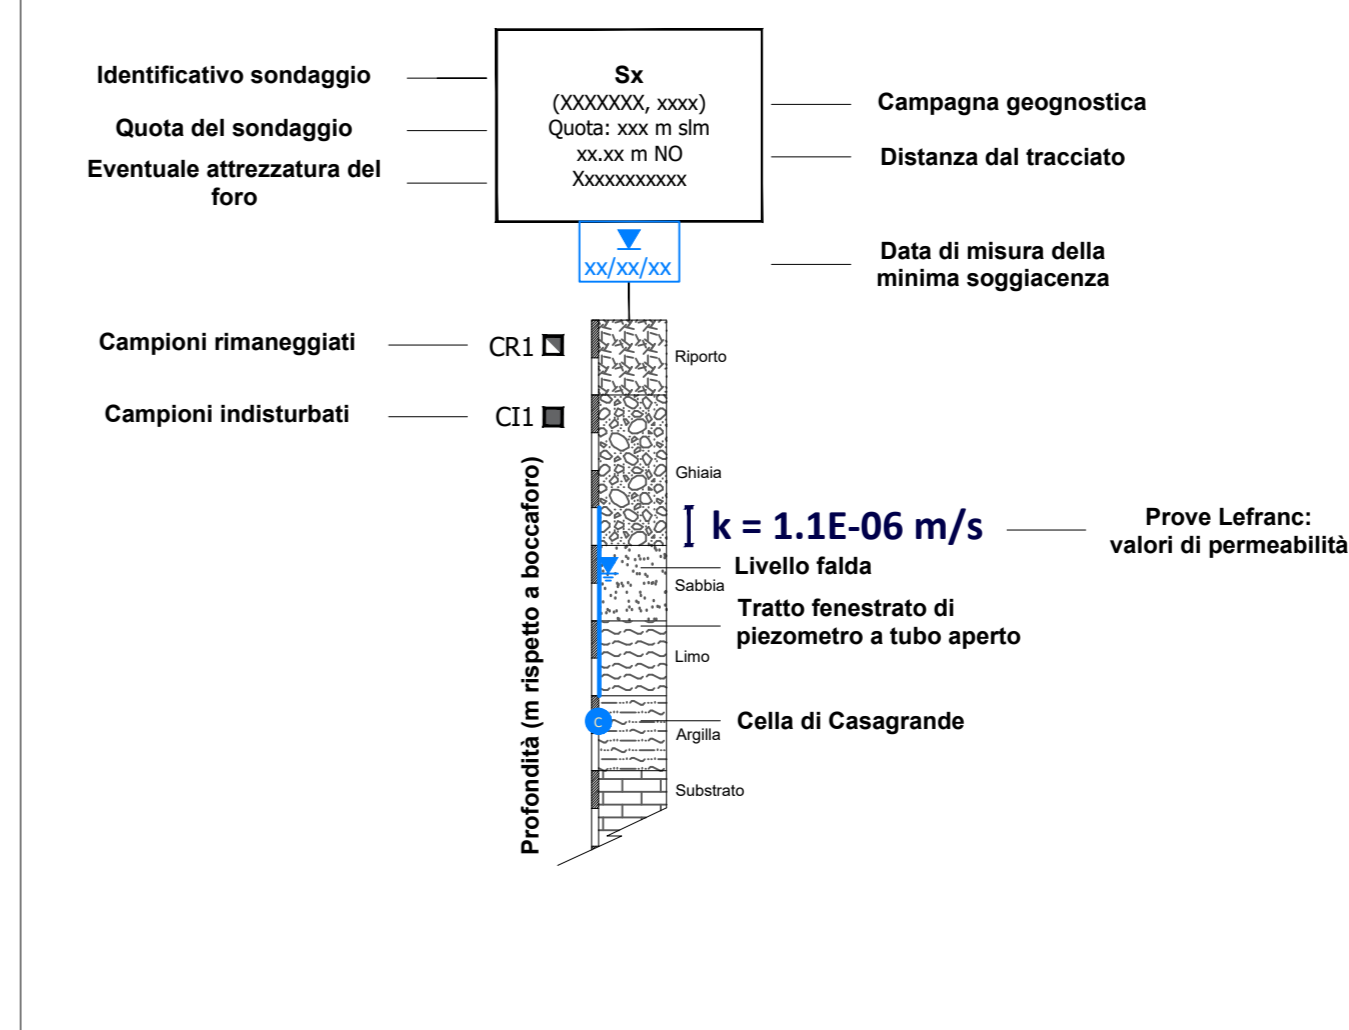 Identificativo sondaggio
Quota del sondaggio
Eventuale attrezzatura del
foro
Sx
(XXXXXXX, xxxx)
Quota: xxx m slm
xx.xx m NO
Xxxxxxxxxxx
Campagna geognostica
Distanza dal tracciato
xx/xx/xx
Data di misura della
minima soggiacenza
Campioni rimaneggiati
CR1
Riporto
Campioni indisturbati
CI1
Profondità (m rispetto a boccaforo)
Ghiaia
k = 1.1E-06 m/s
Prove Lefranc:
valori di permeabilità
Livello falda
Sabbia
Tratto fenestrato di
piezometro a tubo aperto
Limo
C
Cella di Casagrande
Argilla
Substrato